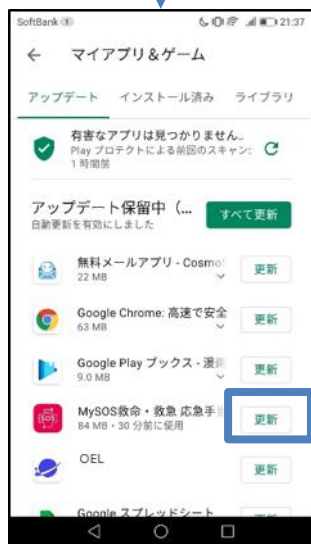 SoftBank 21:37
マイアプリ&ゲーム
アップデート インストール済み ライブラリ
有害なアプリは見つかりません..
Play プロテクトによる前回のスキャン:
1 時間前
アップデート保留中（... すべて更新
自動更新を有効にしました
無料メールアプリ - Cosmo
22 MB
更新
Google Chrome: 高速で安全
63 MB
更新
Google Play ブックス - 漫画
9.0 MB
更新
MySOS救命・救急 応急手
84 MB・30 分前に使用
更新
OEL
更新
Google スプレッドシート